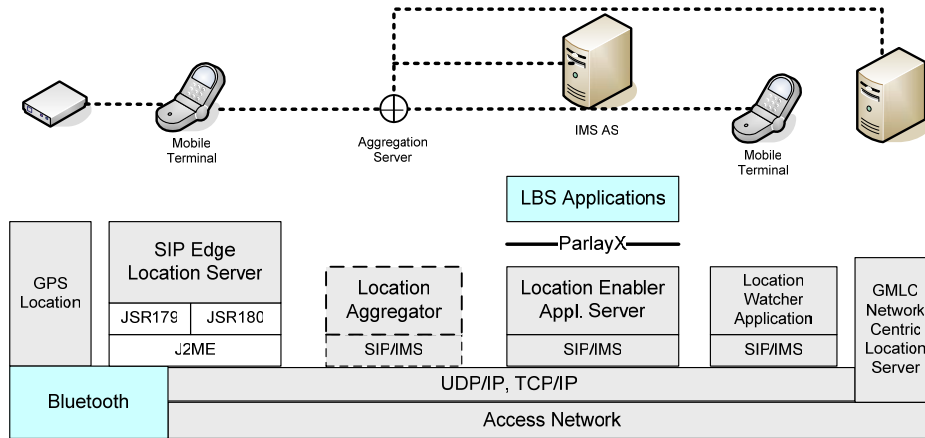 Mobile
Terminal
Aggregation
Server
IMS AS
Mobile
Terminal
LBS Applications
ParlayX
GPS
Location
SIP Edge
Location Server
JSR179
JSR180
J2ME
Location
Aggregator
SIP/IMS
Location Enabler
Appl. Server
SIP/IMS
Location
Watcher
Application
SIP/IMS
GMLC
Network
Centric
Location
Server
UDP/IP, TCP/IP
Bluetooth
Access Network